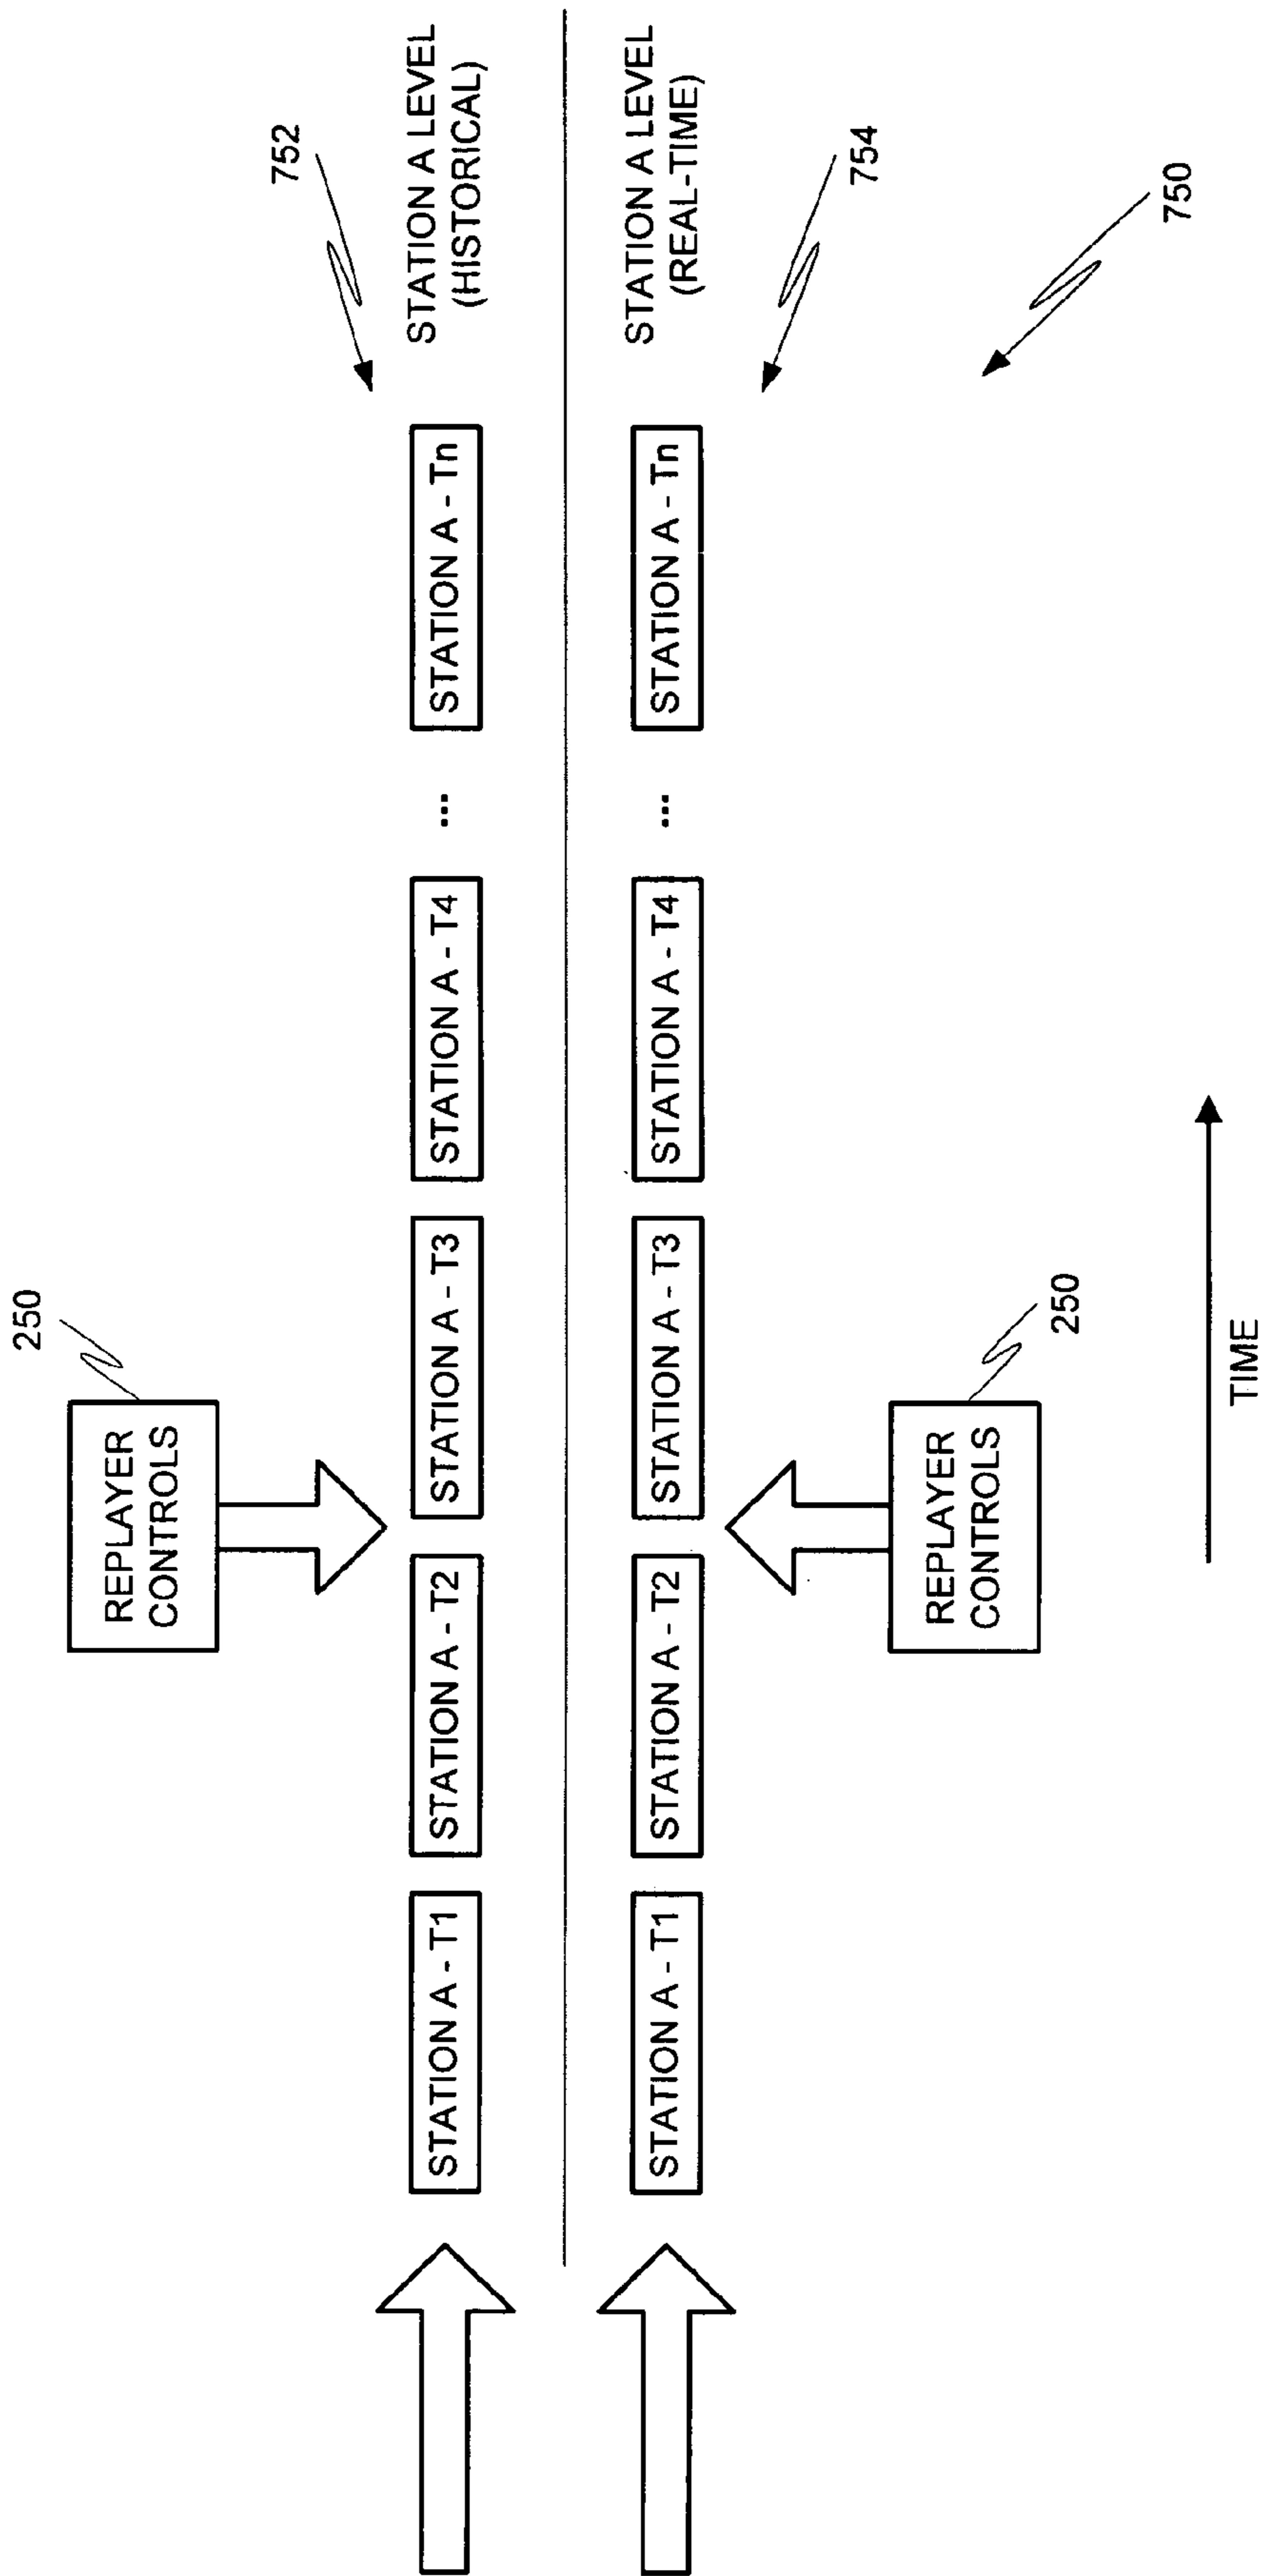 250
REPLAYER
CONTROLS
752
STATION A - T1
STATION A - T2
STATION A - T3
STATION A - T4
...
STATION A - Tn
STATION A LEVEL
(HISTORICAL)
STATION A - T1
STATION A - T2
STATION A - T3
STATION A - T4
...
STATION A - Tn
STATION A LEVEL
(REAL-TIME)
754
REPLAYER
CONTROLS
250
750
TIME